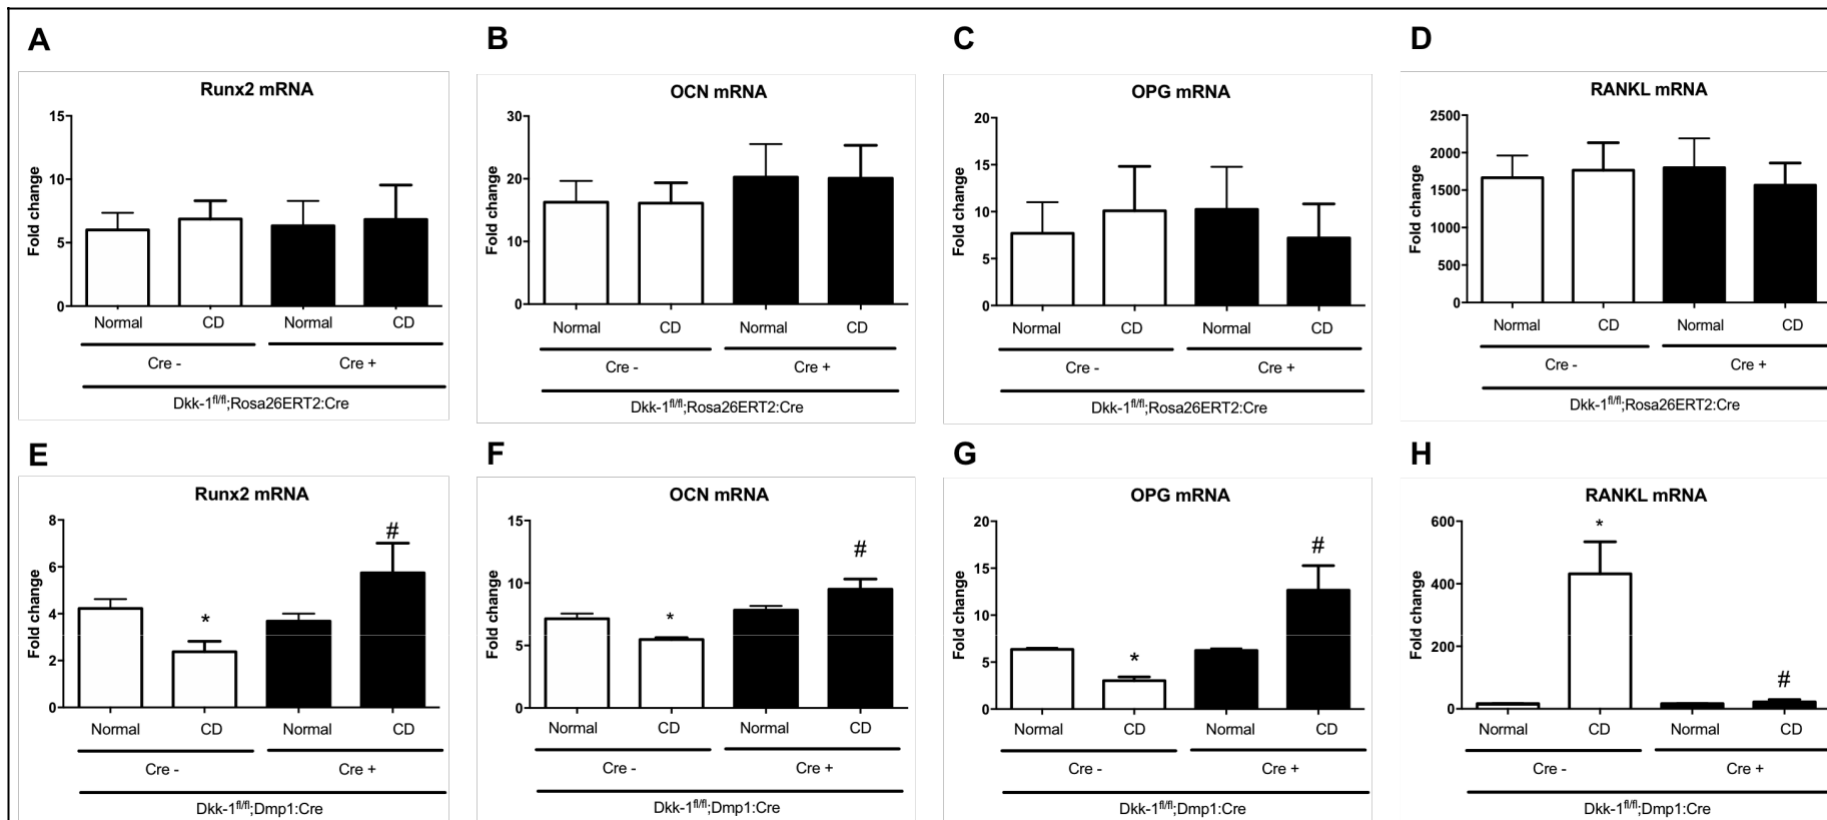 A
Runx2 mRNA
Fold change
15
10
5
0
Normal CD Normal CD
Cre - Cre +
Dkk-1fl/fl;Rosa26ERT2:Cre
B
OCN mRNA
Fold change
30
20
10
0
Normal CD Normal CD
Cre - Cre +
Dkk-1fl/fl;Rosa26ERT2:Cre
C
OPG mRNA
Fold change
20
15
10
5
0
Normal CD Normal CD
Cre - Cre +
Dkk-1fl/fl;Rosa26ERT2:Cre
D
RANKL mRNA
Fold change
2500
2000
1500
1000
500
0
Normal CD Normal CD
Cre - Cre +
Dkk-1fl/fl;Rosa26ERT2:Cre
E
Runx2 mRNA
Fold change
8
6
4
2
0
* #
Normal CD Normal CD
Cre - Cre +
Dkk-1fl/fl;Dmp1:Cre
F
OCN mRNA
Fold change
15
10
5
0
* #
Normal CD Normal CD
Cre - Cre +
Dkk-1fl/fl;Dmp1:Cre
G
OPG mRNA
Fold change
20
15
10
5
0
* #
Normal CD Normal CD
Cre - Cre +
Dkk-1fl/fl;Dmp1:Cre
H
RANKL mRNA
Fold change
600
400
200
0
* #
Normal CD Normal CD
Cre - Cre +
Dkk-1fl/fl;Dmp1:Cre